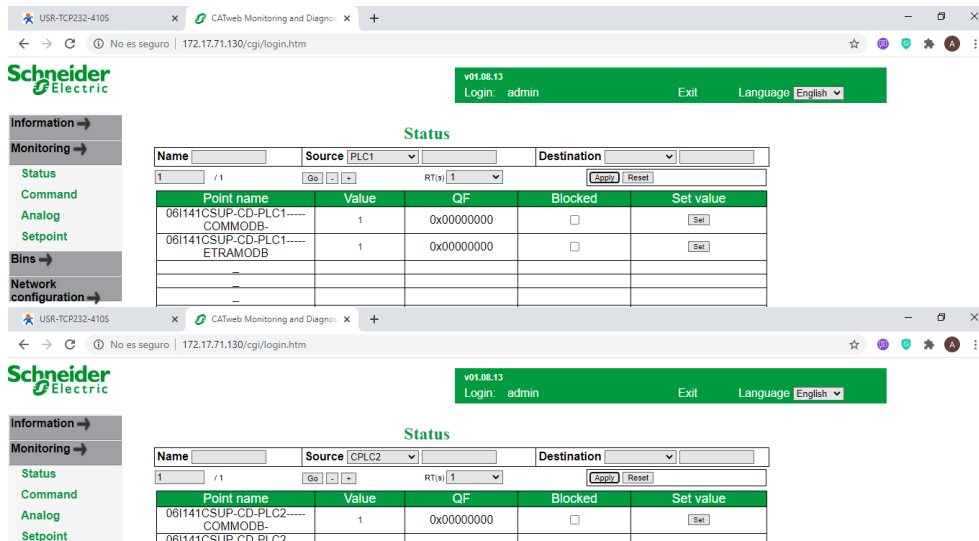 USR-TCP232-410S
CATweb Monitoring and Diagnos
No es seguro | 172.17.71.130/cgi/login.htm
A
Schneider
Electric
v01.08.13
Login: admin Exit Language English
Information
Monitoring
Status
Command
Analog
Setpoint
Bins
Network
configuration
Status
Name Source PLC1 Destination
1 / 1 Go - + RT(s) 1 Apply Reset
Point name Value QF Blocked Set value
06I141CSUP-CD-PLC1-----
COMMODB-
1 0x00000000 Set
06I141CSUP-CD-PLC1-----
ETRAMODB
1 0x00000000 Set
_
_
_
USR-TCP232-410S
CATweb Monitoring and Diagnos
No es seguro | 172.17.71.130/cgi/login.htm
A
Schneider
Electric
v01.08.13
Login: admin Exit Language English
Information
Monitoring
Status
Command
Analog
Setpoint
Status
Name Source CPLC2 Destination
1 / 1 Go - + RT(s) 1 Apply Reset
Point name Value QF Blocked Set value
06I141CSUP-CD-PLC2-----
COMMODB-
1 0x00000000 Set
06I141CSUP-CD-PLC2